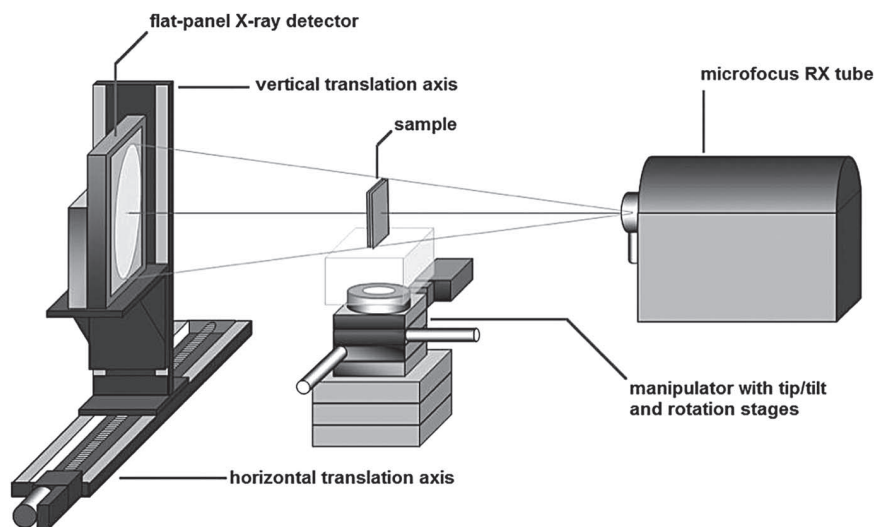 flat-panel X-ray detector
vertical translation axis
microfocus RX tube
sample
manipulator with tip/tilt
and rotation stages
horizontal translation axis